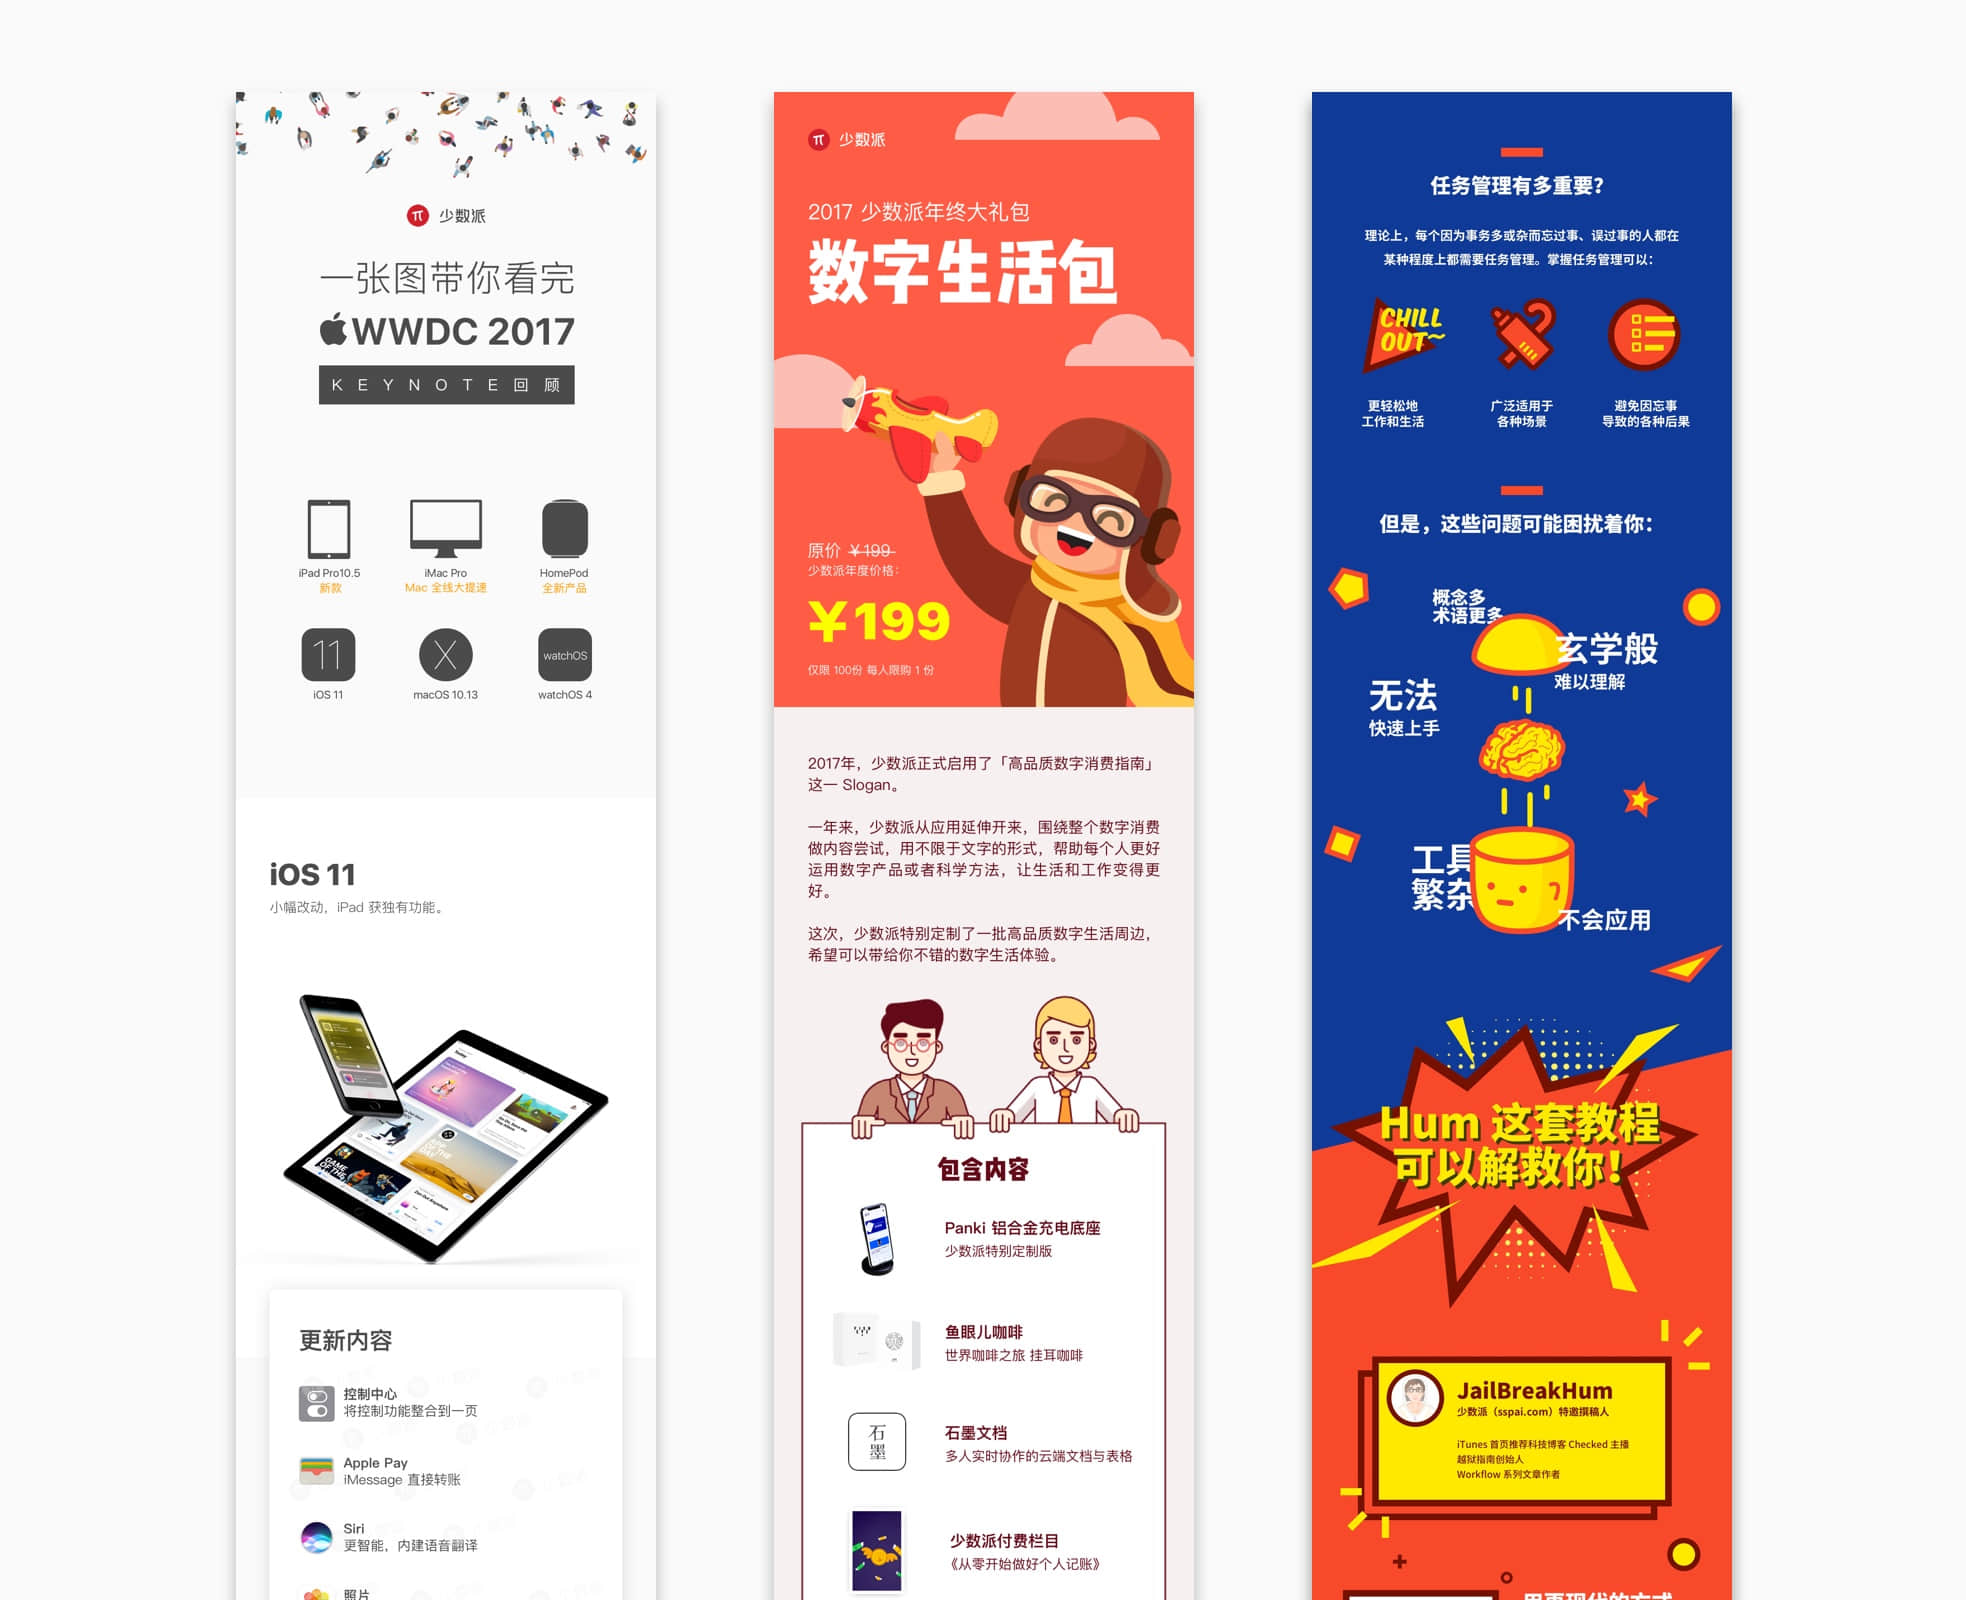 少数派
一张图带你看完
WWDC 2017
KEYNOTE回顾
iPad Pro10.5
新款
iMac Pro
Mac 全线大提速
HomePod
全新产品
11
iOS 11
X
macOS 10.13
watchOS
watchOS 4
iOS 11
小幅改动，iPad 获独有功能。
GAME OF THE DAY
更新内容
控制中心
将控制功能整合到一页
Apple Pay
iMessage 直接转账
Siri
更智能，内建语音翻译
照片
少数派
2017 少数派年终大礼包
数字生活包
原价 ¥199
少数派年度价格：
¥199
仅限 100份 每人限购 1 份
2017年，少数派正式启用了「高品质数字消费指南」
这一 Slogan。
一年来，少数派从应用延伸开来，围绕整个数字消费
做内容尝试，用不限于文字的形式，帮助每个人更好
运用数字产品或者科学方法，让生活和工作变得更
好。
这次，少数派特别定制了一批高品质数字生活周边，
希望可以带给你不错的数字生活体验。
包含内容
Panki 铝合金充电底座
少数派特别定制版
鱼眼儿咖啡
世界咖啡之旅 挂耳咖啡
石墨
石墨文档
多人实时协作的云端文档与表格
少数派付费栏目
《从零开始做好个人记账》
任务管理有多重要？
理论上，每个因为事务多或杂而忘过事、误过事的人都在
某种程度上都需要任务管理。掌握任务管理可以：
CHILL
OUT~
更轻松地
工作和生活
广泛适用于
各种场景
避免因忘事
导致的各种后果
但是，这些问题可能困扰着你：
概念多
术语更多
玄学般
难以理解
无法
快速上手
工具
繁杂
不会应用
Hum 这套教程
可以解救你！
JailBreakHum
少数派（sspai.com）特邀撰稿人
iTunes 首页推荐科技博客 Checked 主播
越狱指南创始人
Workflow 系列文章作者